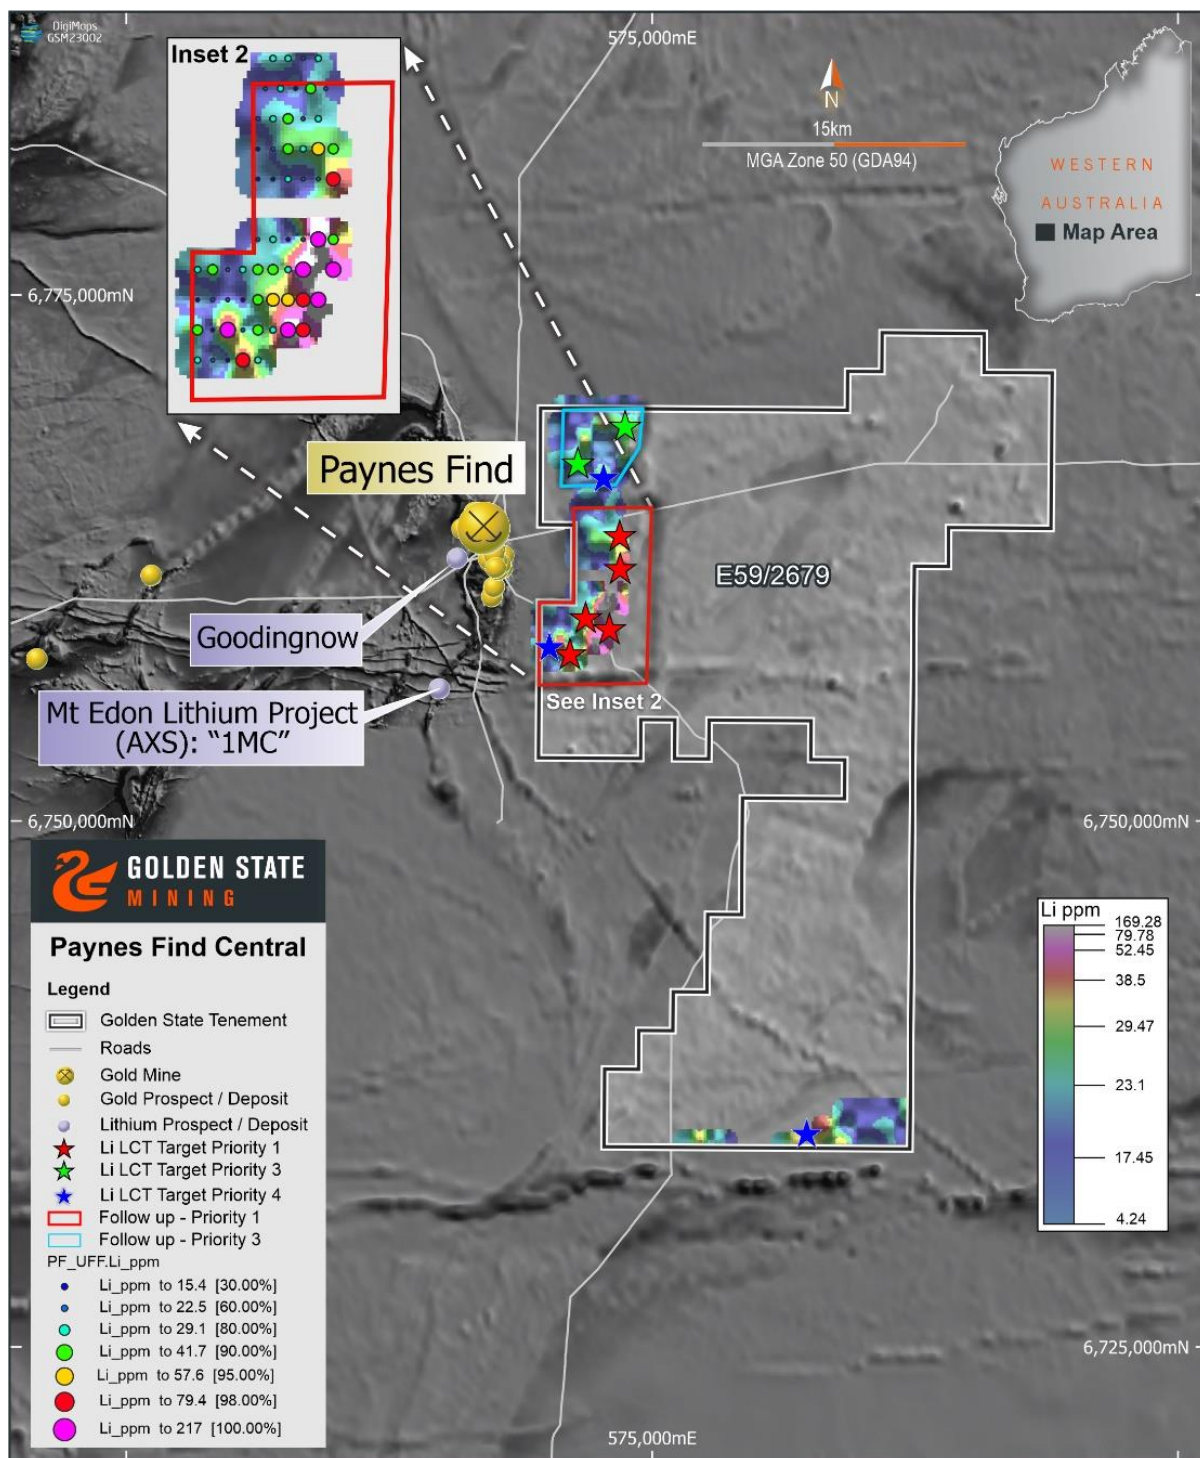 DigiMaps
GSM23002
Inset 2
575,000mE
N
15km
MGA Zone 50 (GDA94)
WESTERN
AUSTRALIA
Map Area
6,775,000mN
Paynes Find
E59/2679
Goodingnow
See Inset 2
Mt Edon Lithium Project
(AXS): “1MC”
6,750,000mN
6,750,000mN
GOLDEN STATE
MINING
Paynes Find Central
Legend
Golden State Tenement
Roads
Gold Mine
Gold Prospect / Deposit
Lithium Prospect / Deposit
Li LCT Target Priority 1
Li LCT Target Priority 3
Li LCT Target Priority 4
Follow up - Priority 1
Follow up - Priority 3
PF_UFF.Li_ppm
Li_ppm to 15.4 [30.00%]
Li_ppm to 22.5 [60.00%]
Li_ppm to 29.1 [80.00%]
Li_ppm to 41.7 [90.00%]
Li_ppm to 57.6 [95.00%]
Li_ppm to 79.4 [98.00%]
Li_ppm to 217 [100.00%]
Li ppm
169.28
79.78
52.45
38.5
29.47
23.1
17.45
4.24
6,725,000mN
575,000mE